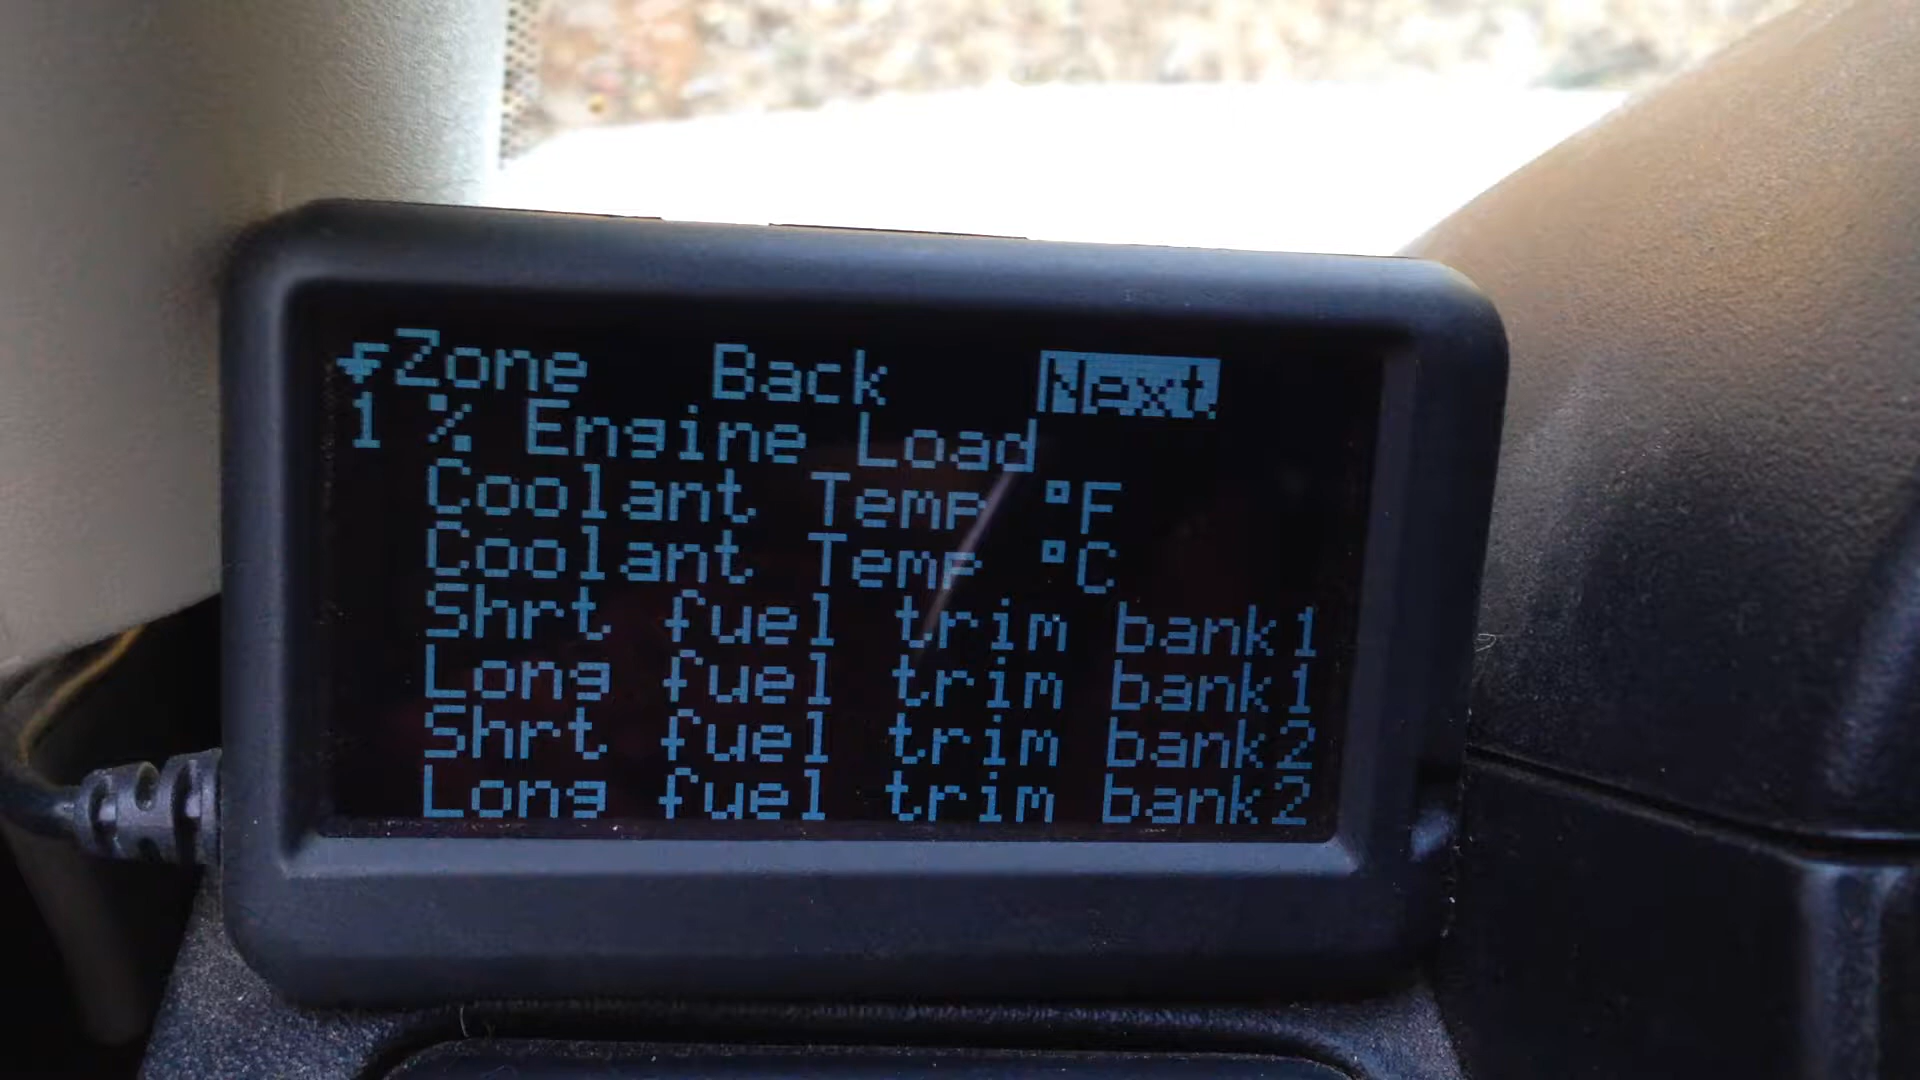 Zone Back Next
1 % Engine Load
Coolant Temp °F
Coolant Temp °C
Shrt fuel trim bank1
Long fuel trim bank1
Shrt fuel trim bank2
Long fuel trim bank2